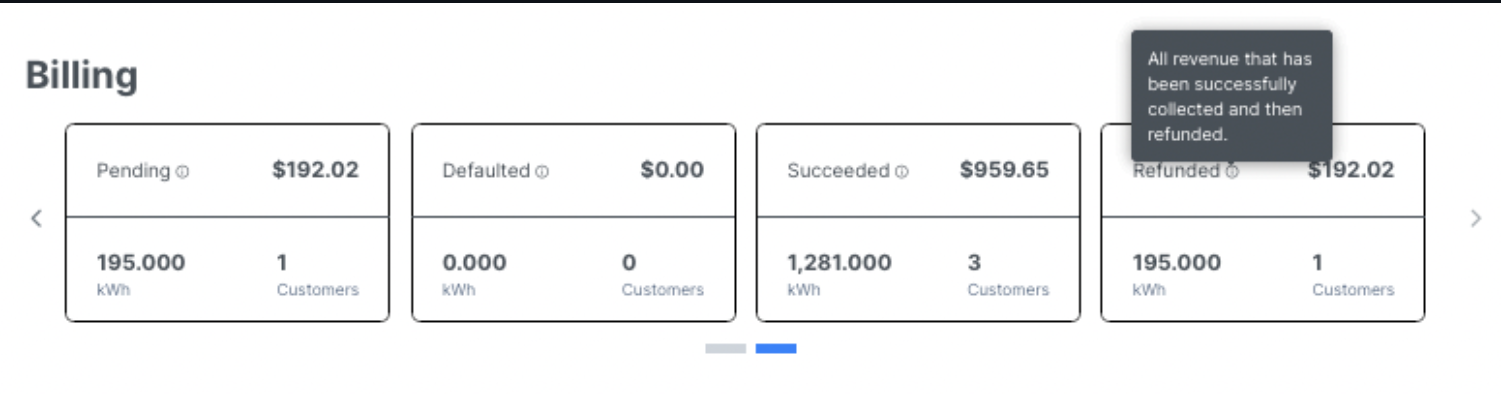 Billing
All revenue that has
been successfully
collected and then
refunded.
Pending $192.02
195.000 1
kWh Customers
Defaulted $0.00
0.000 0
kWh Customers
Succeeded $959.65
1,281.000 3
kWh Customers
Refunded $192.02
195.000 1
kWh Customers